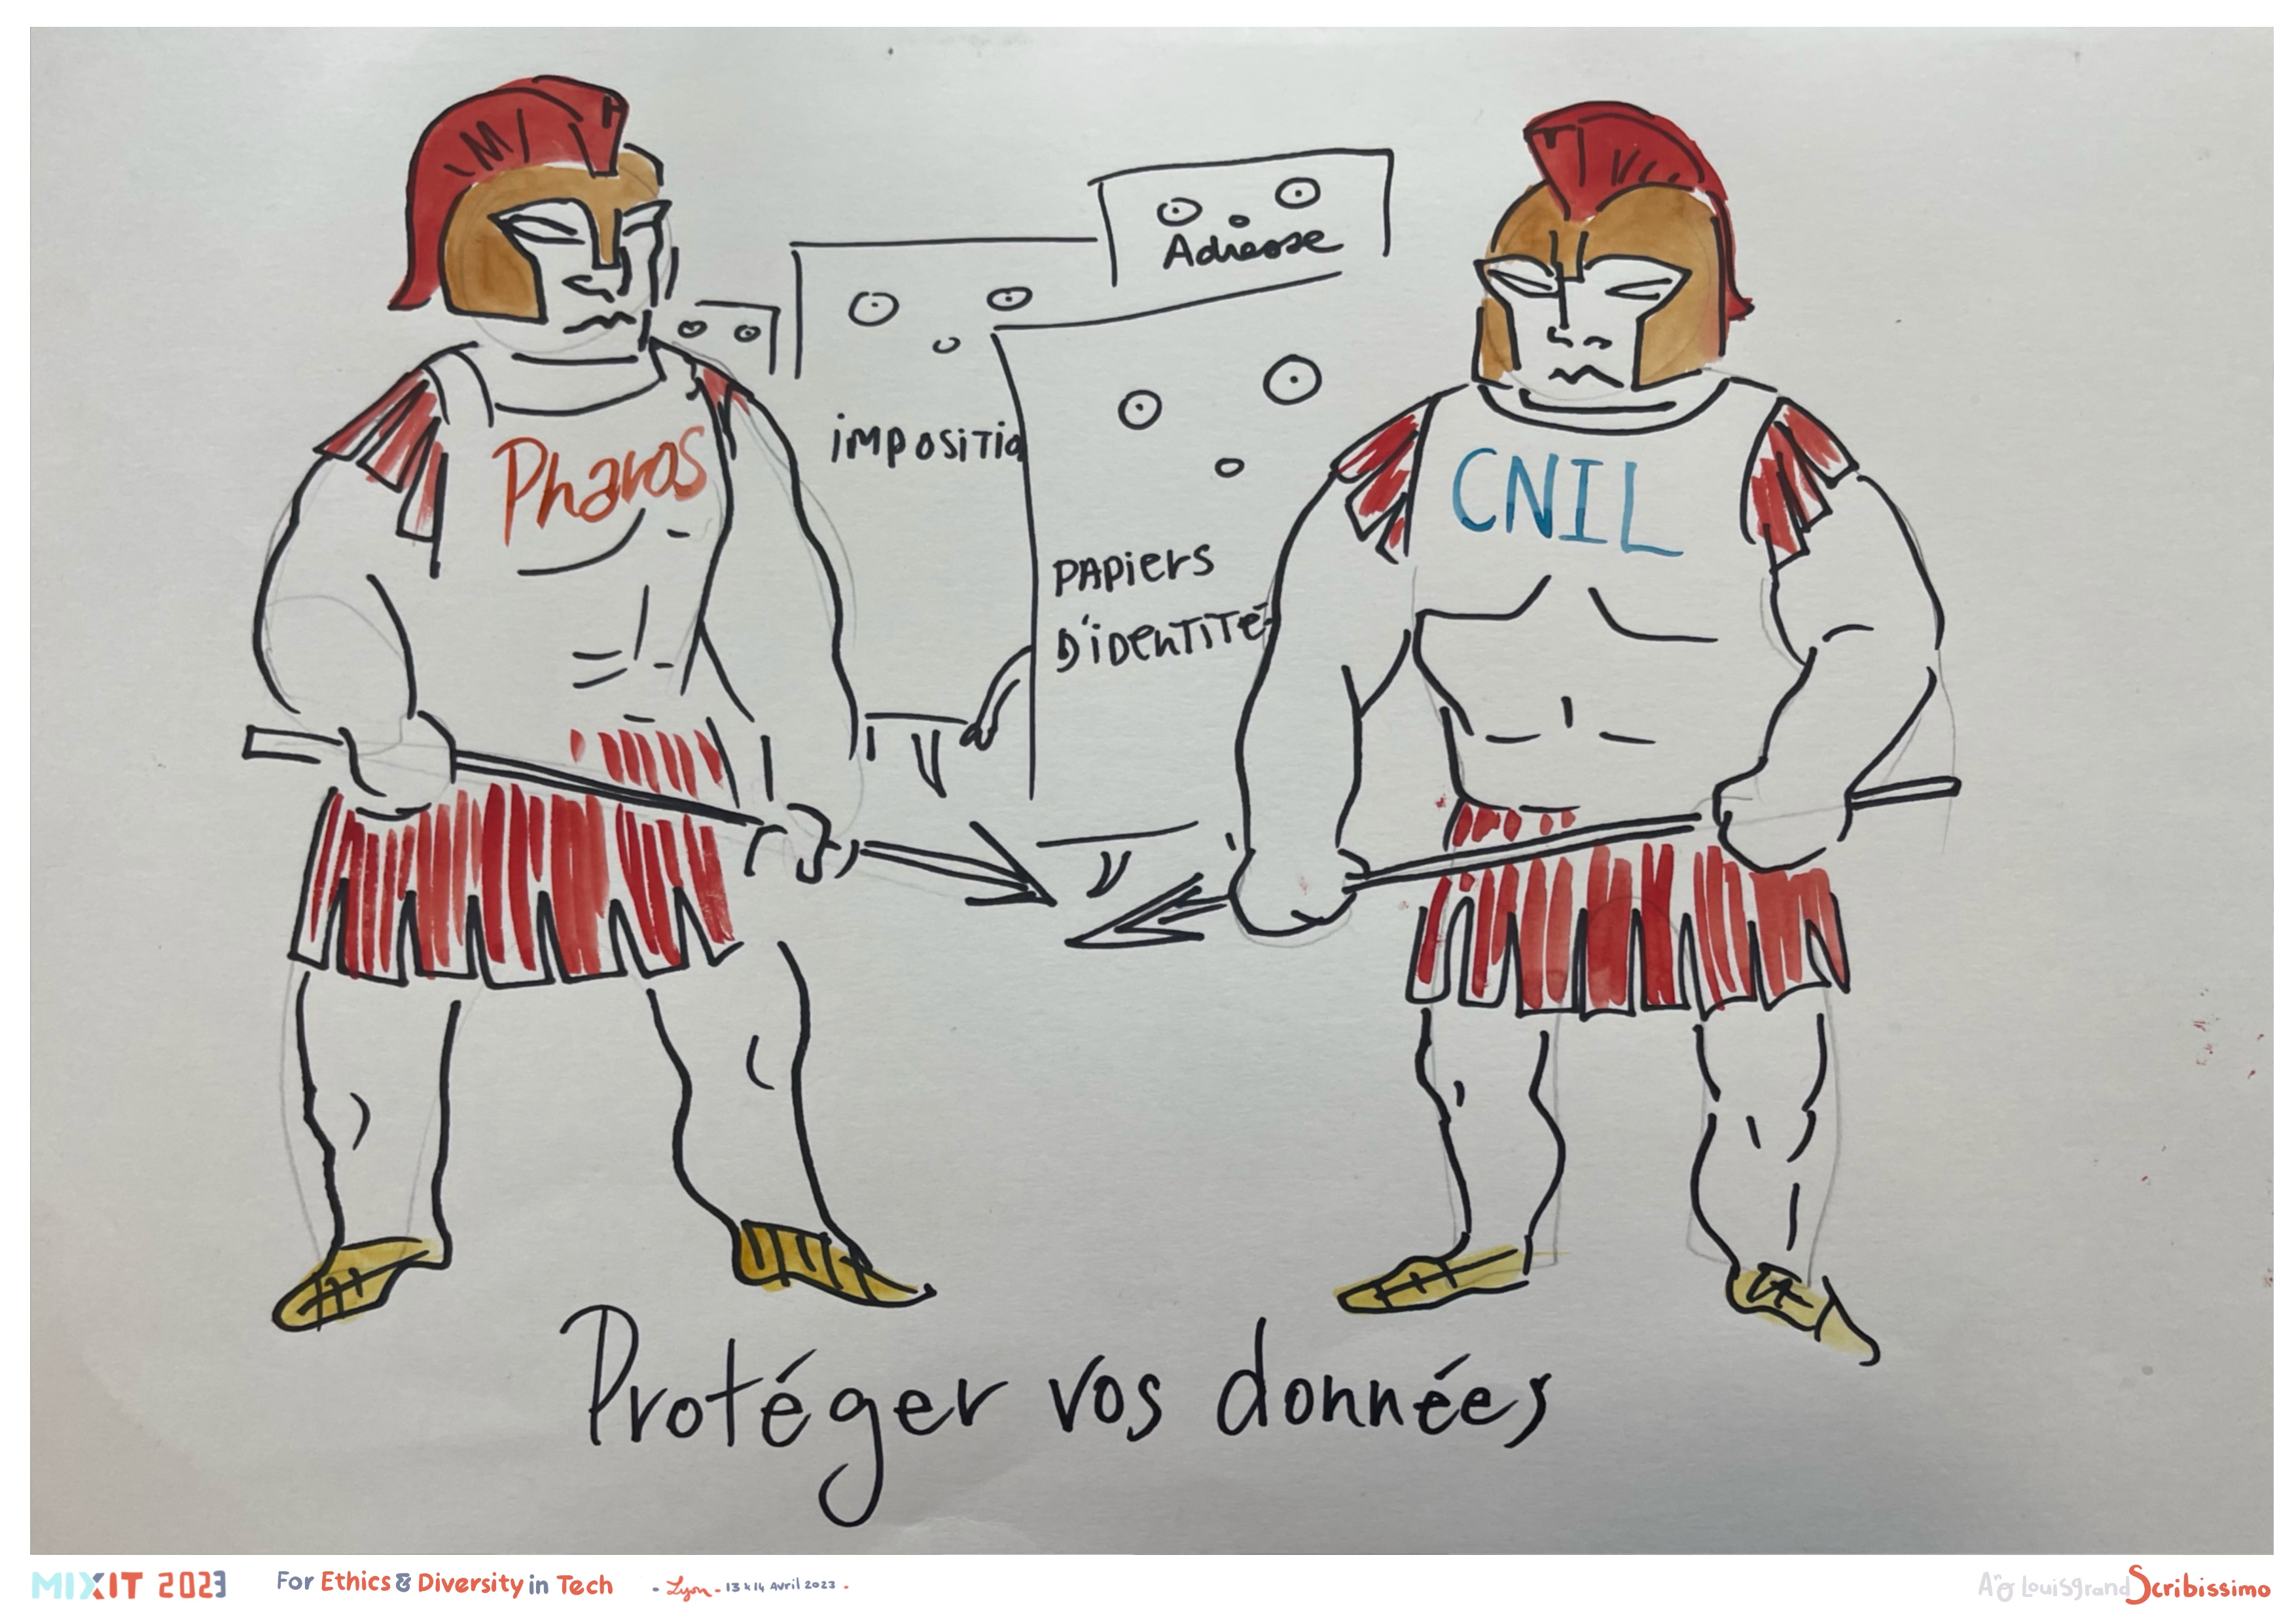 Adresse
impositio
Pharos
CNIL
PAPiers
D'iDenTiTé
Protéger vos données
MIXIT 2023
For Ethics & Diversity in Tech
- Lyon - 13 & 14 Avril 2023 -
Louisgrand Scribissimo